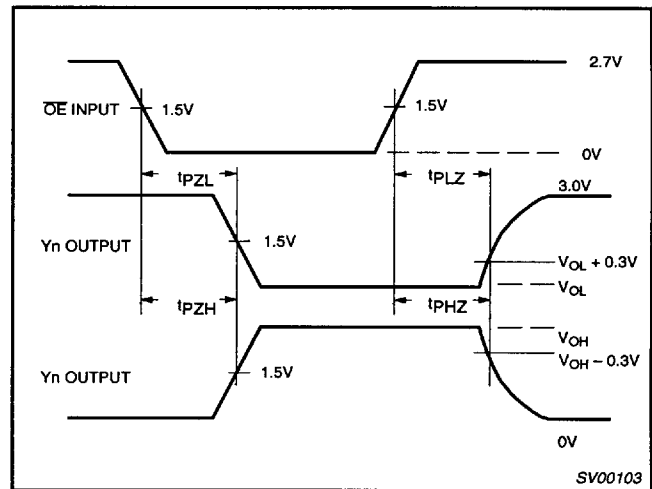 2.7V
OE INPUT
1.5V
1.5V
0V
tPZL
tPLZ
3.0V
Yn OUTPUT
1.5V
VOL + 0.3V
VOL
tPZH
tPHZ
VOH
VOH – 0.3V
Yn OUTPUT
1.5V
0V
SV00103